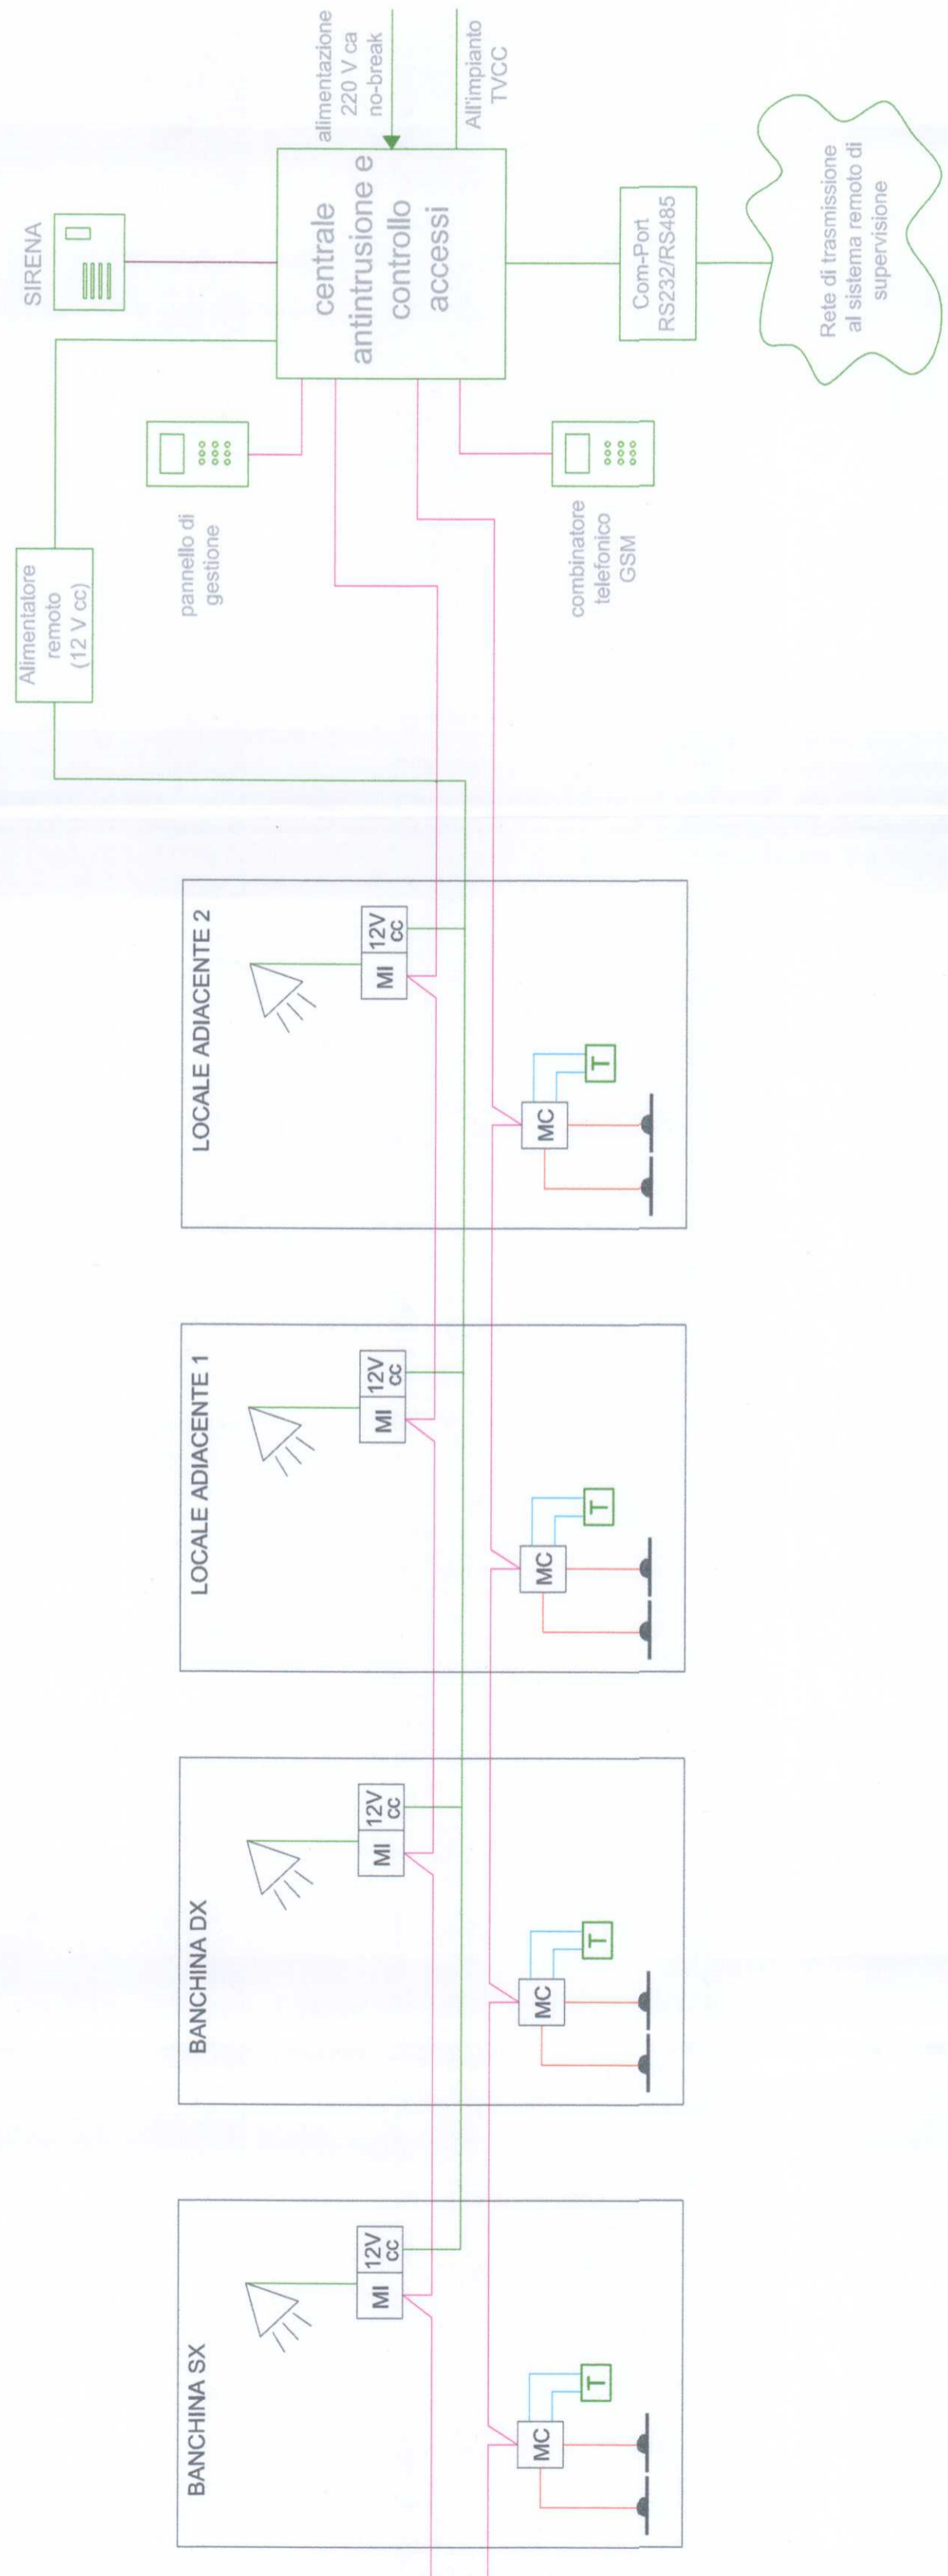 BANCHINA SX
MI
12V
cc
MC
T
BANCHINA DX
MI
12V
cc
MC
T
LOCALE ADIACENTE 1
MI
12V
cc
MC
T
LOCALE ADIACENTE 2
MI
12V
cc
MC
T
Alimentatore
remoto
(12 V cc)
pannello di
gestione
combinatore
telefonico
GSM
SIRENA
centrale
antintrusione e
controllo
accessi
alimentazione
220 V ca
no-break
All'impianto
TVCC
Com-Port
RS232/RS485
Rete di trasmissione
al sistema remoto di
supervisione